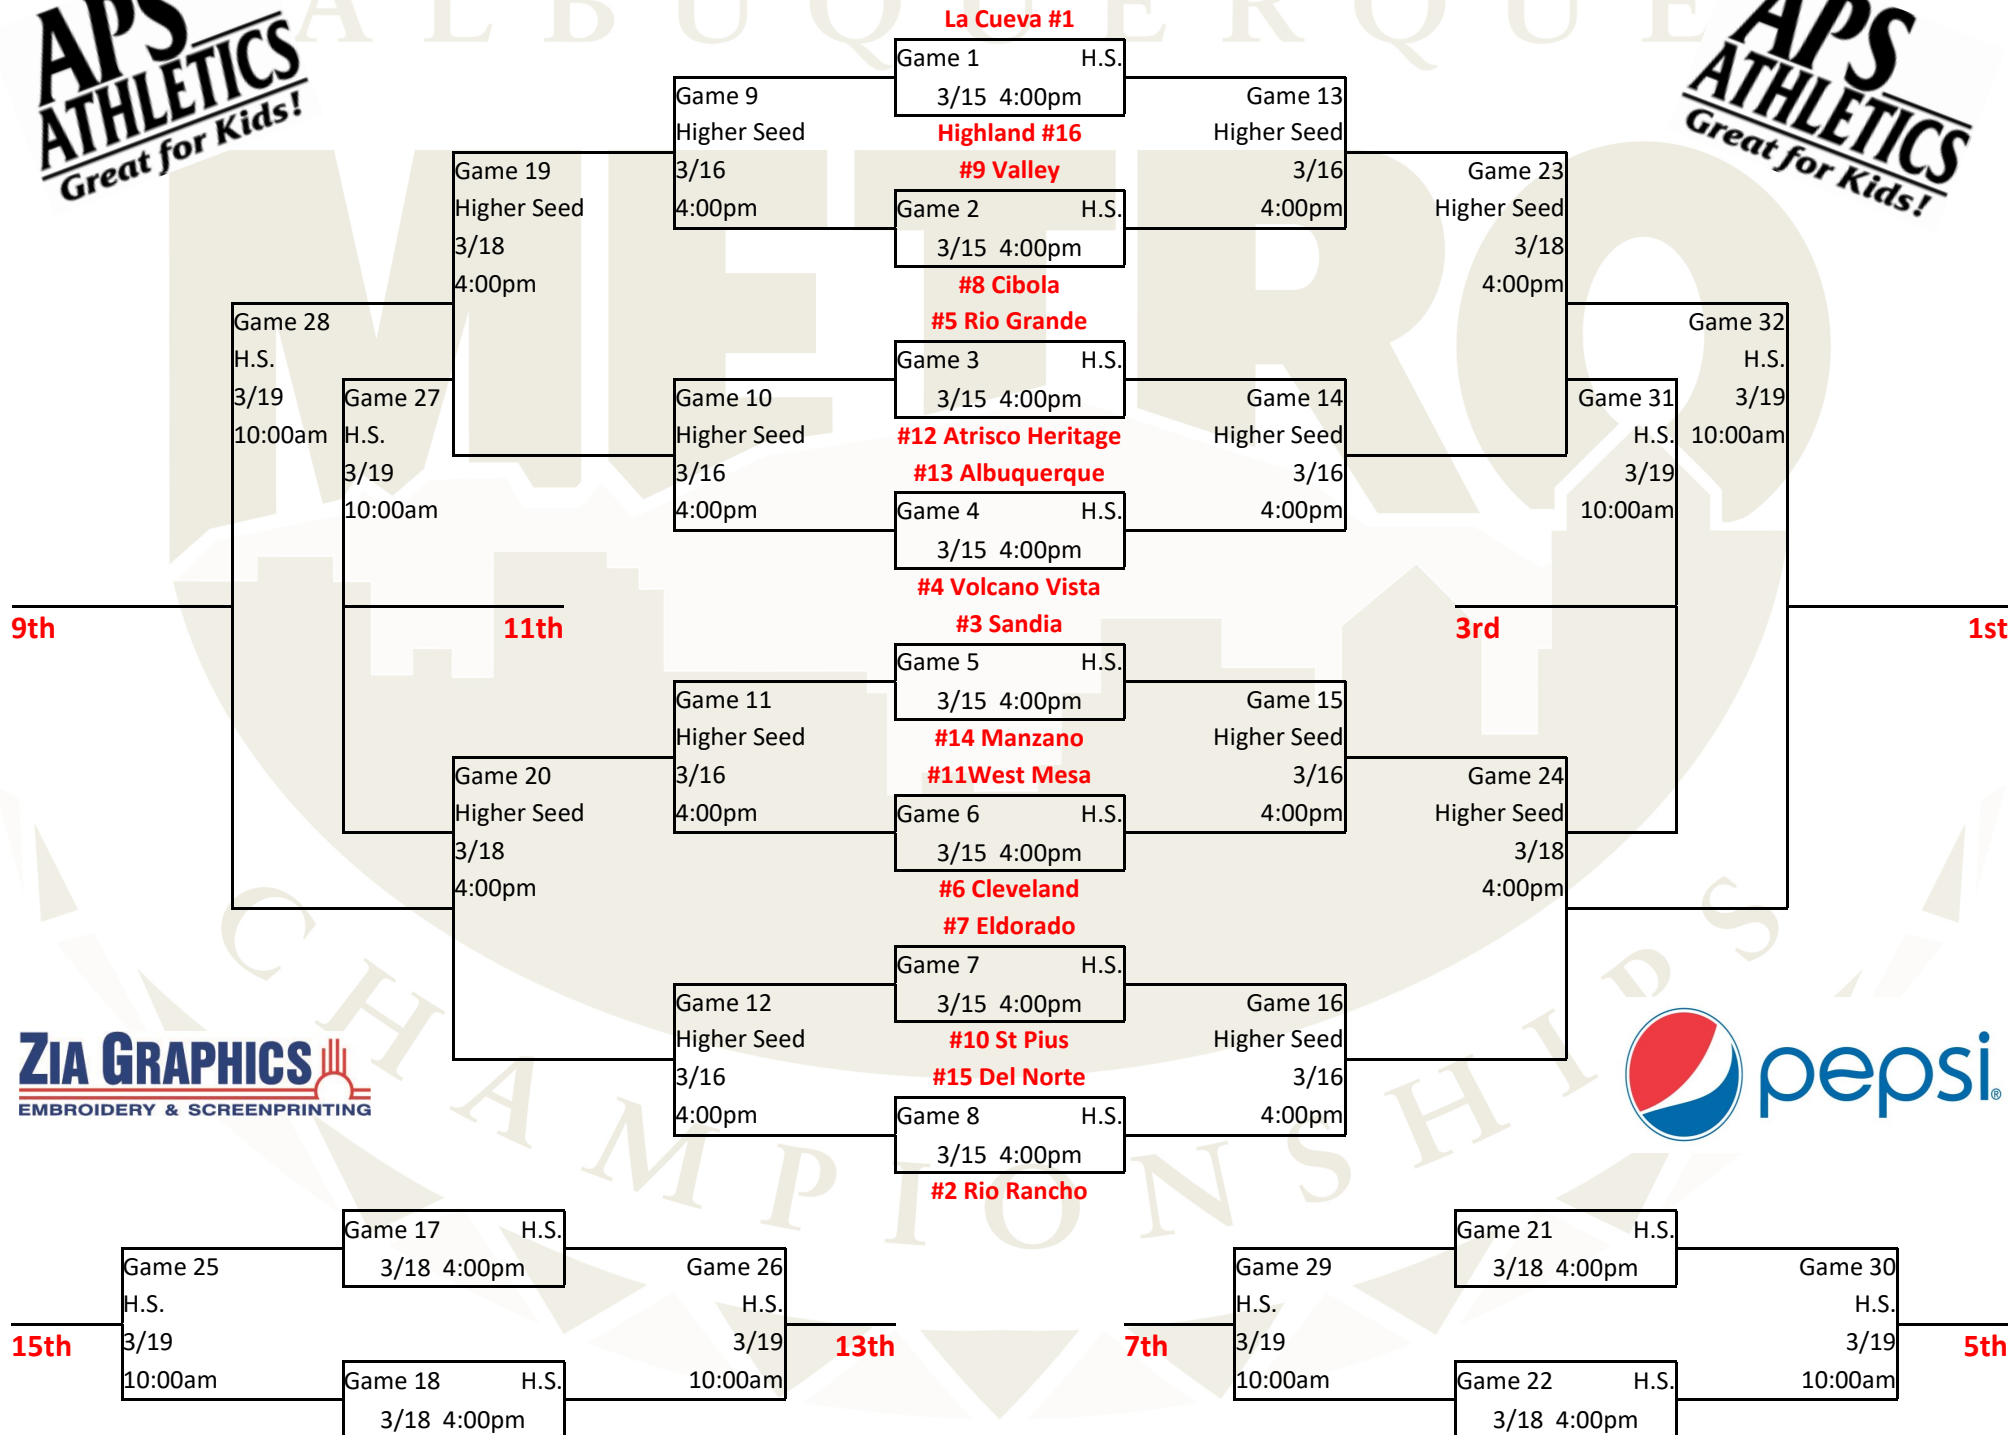 ALBUQUERQUE
METRO
CHAMPIONSHIPS
APS
ATHLETICS
Great for Kids!
APS
ATHLETICS
Great for Kids!
La Cueva #1
Game 1 H.S.
3/15 4:00pm
Highland #16
#9 Valley
Game 2 H.S.
3/15 4:00pm
#8 Cibola
#5 Rio Grande
Game 3 H.S.
3/15 4:00pm
#12 Atrisco Heritage
#13 Albuquerque
Game 4 H.S.
3/15 4:00pm
#4 Volcano Vista
#3 Sandia
Game 5 H.S.
3/15 4:00pm
#14 Manzano
#11West Mesa
Game 6 H.S.
3/15 4:00pm
#6 Cleveland
#7 Eldorado
Game 7 H.S.
3/15 4:00pm
#10 St Pius
#15 Del Norte
Game 8 H.S.
3/15 4:00pm
#2 Rio Rancho
Game 9
Higher Seed
3/16
4:00pm
Game 10
Higher Seed
3/16
4:00pm
Game 11
Higher Seed
3/16
4:00pm
Game 12
Higher Seed
3/16
4:00pm
Game 13
Higher Seed
3/16
4:00pm
Game 14
Higher Seed
3/16
4:00pm
Game 15
Higher Seed
3/16
4:00pm
Game 16
Higher Seed
3/16
4:00pm
Game 19
Higher Seed
3/18
4:00pm
Game 20
Higher Seed
3/18
4:00pm
Game 23
Higher Seed
3/18
4:00pm
Game 24
Higher Seed
3/18
4:00pm
Game 28
H.S.
3/19
10:00am
Game 27
H.S.
3/19
10:00am
Game 31
H.S.
3/19
10:00am
Game 32
H.S.
3/19
10:00am
9th
11th
3rd
1st
ZIA GRAPHICS
EMBROIDERY & SCREENPRINTING
pepsi®
Game 17 H.S.
3/18 4:00pm
Game 18 H.S.
3/18 4:00pm
Game 25
H.S.
3/19
10:00am
Game 26
H.S.
3/19
10:00am
15th
13th
Game 21 H.S.
3/18 4:00pm
Game 22 H.S.
3/18 4:00pm
Game 29
H.S.
3/19
10:00am
Game 30
H.S.
3/19
10:00am
7th
5th